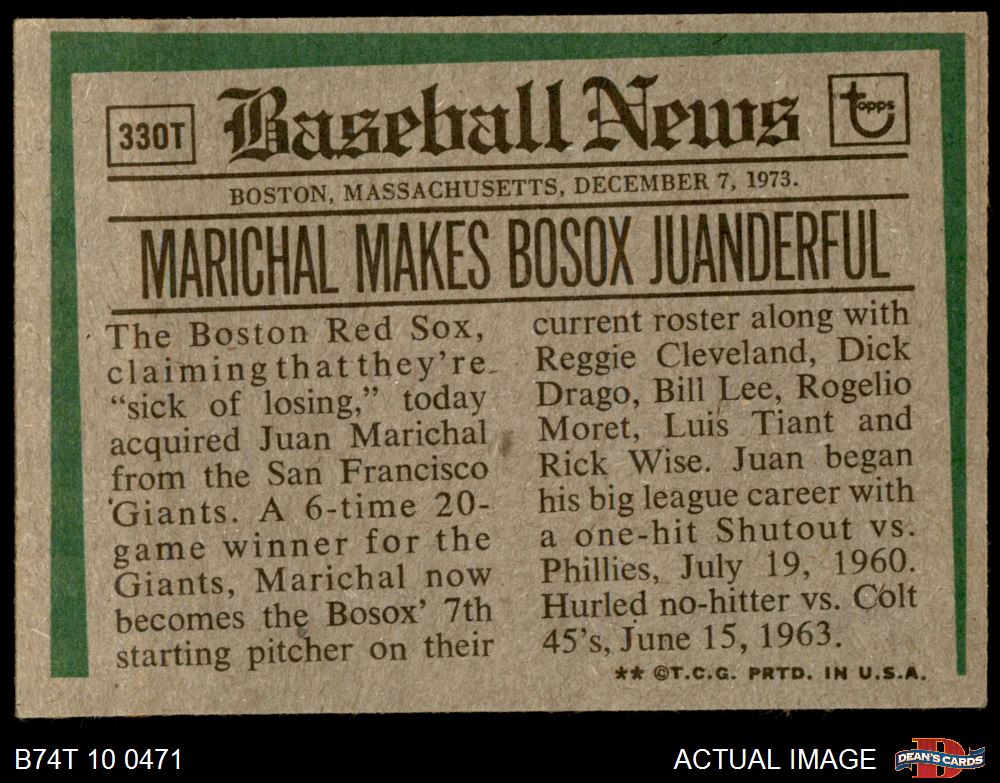 330T
Baseball News
topps
BOSTON, MASSACHUSETTS, DECEMBER 7, 1973.
MARICHAL MAKES BOSOX JUANDERFUL
The Boston Red Sox,
claiming that they're
"sick of losing," today
acquired Juan Marichal
from the San Francisco
Giants. A 6-time 20-
game winner for the
Giants, Marichal now
becomes the Bosox' 7th
starting pitcher on their
current roster along with
Reggie Cleveland, Dick
Drago, Bill Lee, Rogelio
Moret, Luis Tiant and
Rick Wise. Juan began
his big league career with
a one-hit Shutout vs.
Phillies, July 19, 1960.
Hurled no-hitter vs. Colt
45's, June 15, 1963.
** ©T.C.G. PRTD. IN U.S.A.
B74T 10 0471
ACTUAL IMAGE
D
DEAN'S CARDS